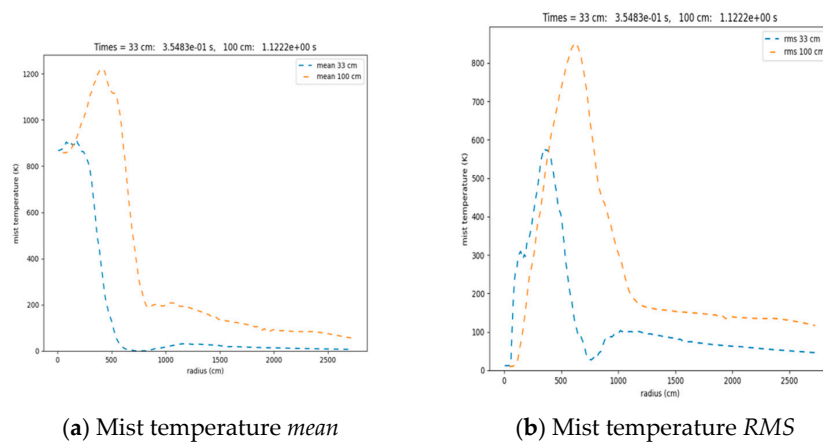 Times = 33 cm: 3.5483e-01 s, 100 cm: 1.1222e+00 s
mean 33 cm
mean 100 cm
1200
1000
800
600
400
200
0
mist temperature (K)
0 500 1000 1500 2000 2500
radius (cm)
(a) Mist temperature mean
Times = 33 cm: 3.5483e-01 s, 100 cm: 1.1222e+00 s
rms 33 cm
rms 100 cm
800
700
600
500
400
300
200
100
0
mist temperature (K)
0 500 1000 1500 2000 2500
radius (cm)
(b) Mist temperature RMS